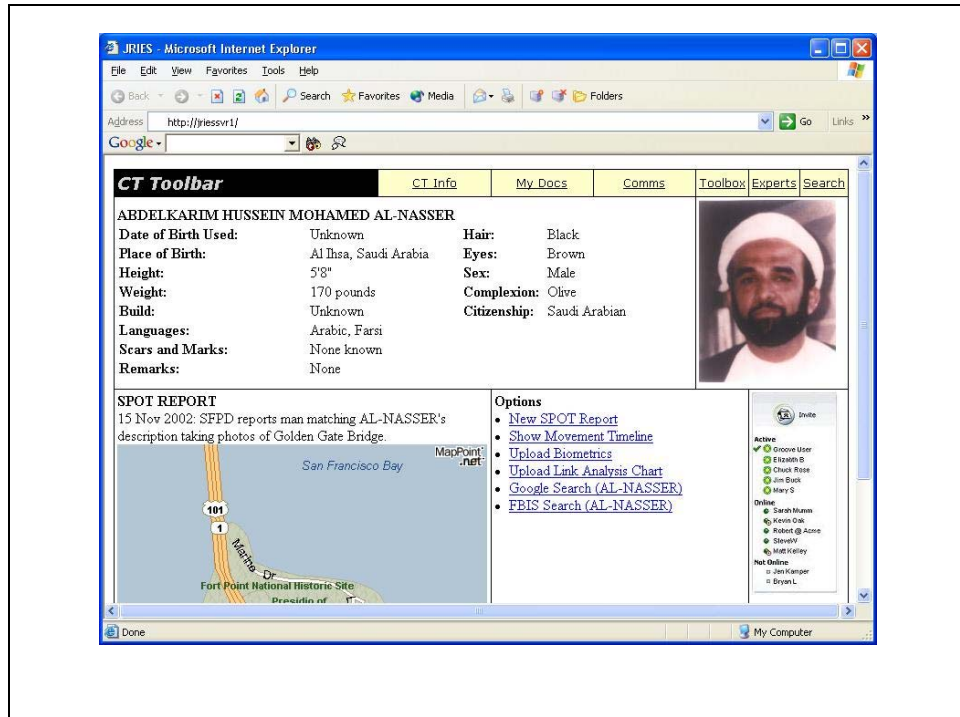 JRIES - Microsoft Internet Explorer
File Edit View Favorites Tools Help
Back Search Favorites Media Folders
Address http://jriessvr1/ Go Links »
Google
CT Toolbar CT Info My Docs Comms Toolbox Experts Search
ABDELKARIM HUSSEIN MOHAMED AL-NASSER
Date of Birth Used: Unknown Hair: Black
Place of Birth: Al Ihsa, Saudi Arabia Eyes: Brown
Height: 5'8" Sex: Male
Weight: 170 pounds Complexion: Olive
Build: Unknown Citizenship: Saudi Arabian
Languages: Arabic, Farsi
Scars and Marks: None known
Remarks: None
SPOT REPORT
15 Nov 2002: SFPD reports man matching AL-NASSER's
description taking photos of Golden Gate Bridge.
MapPoint
.net
San Francisco Bay
101
1
Marine Dr
Fort Point National Historic Site
Presidio of
Options
• New SPOT Report
• Show Movement Timeline
• Upload Biometrics
• Upload Link Analysis Chart
• Google Search (AL-NASSER)
• FBIS Search (AL-NASSER)
Invite
Active
Groove User
Elizabth B
Chuck Rose
Jim Buck
Mary S
Online
Sarah Mumm
Kevin Oak
Robert @ Acme
SteveW
Matt Kelley
Not Online
Jen Kamper
Bryan L
Done My Computer